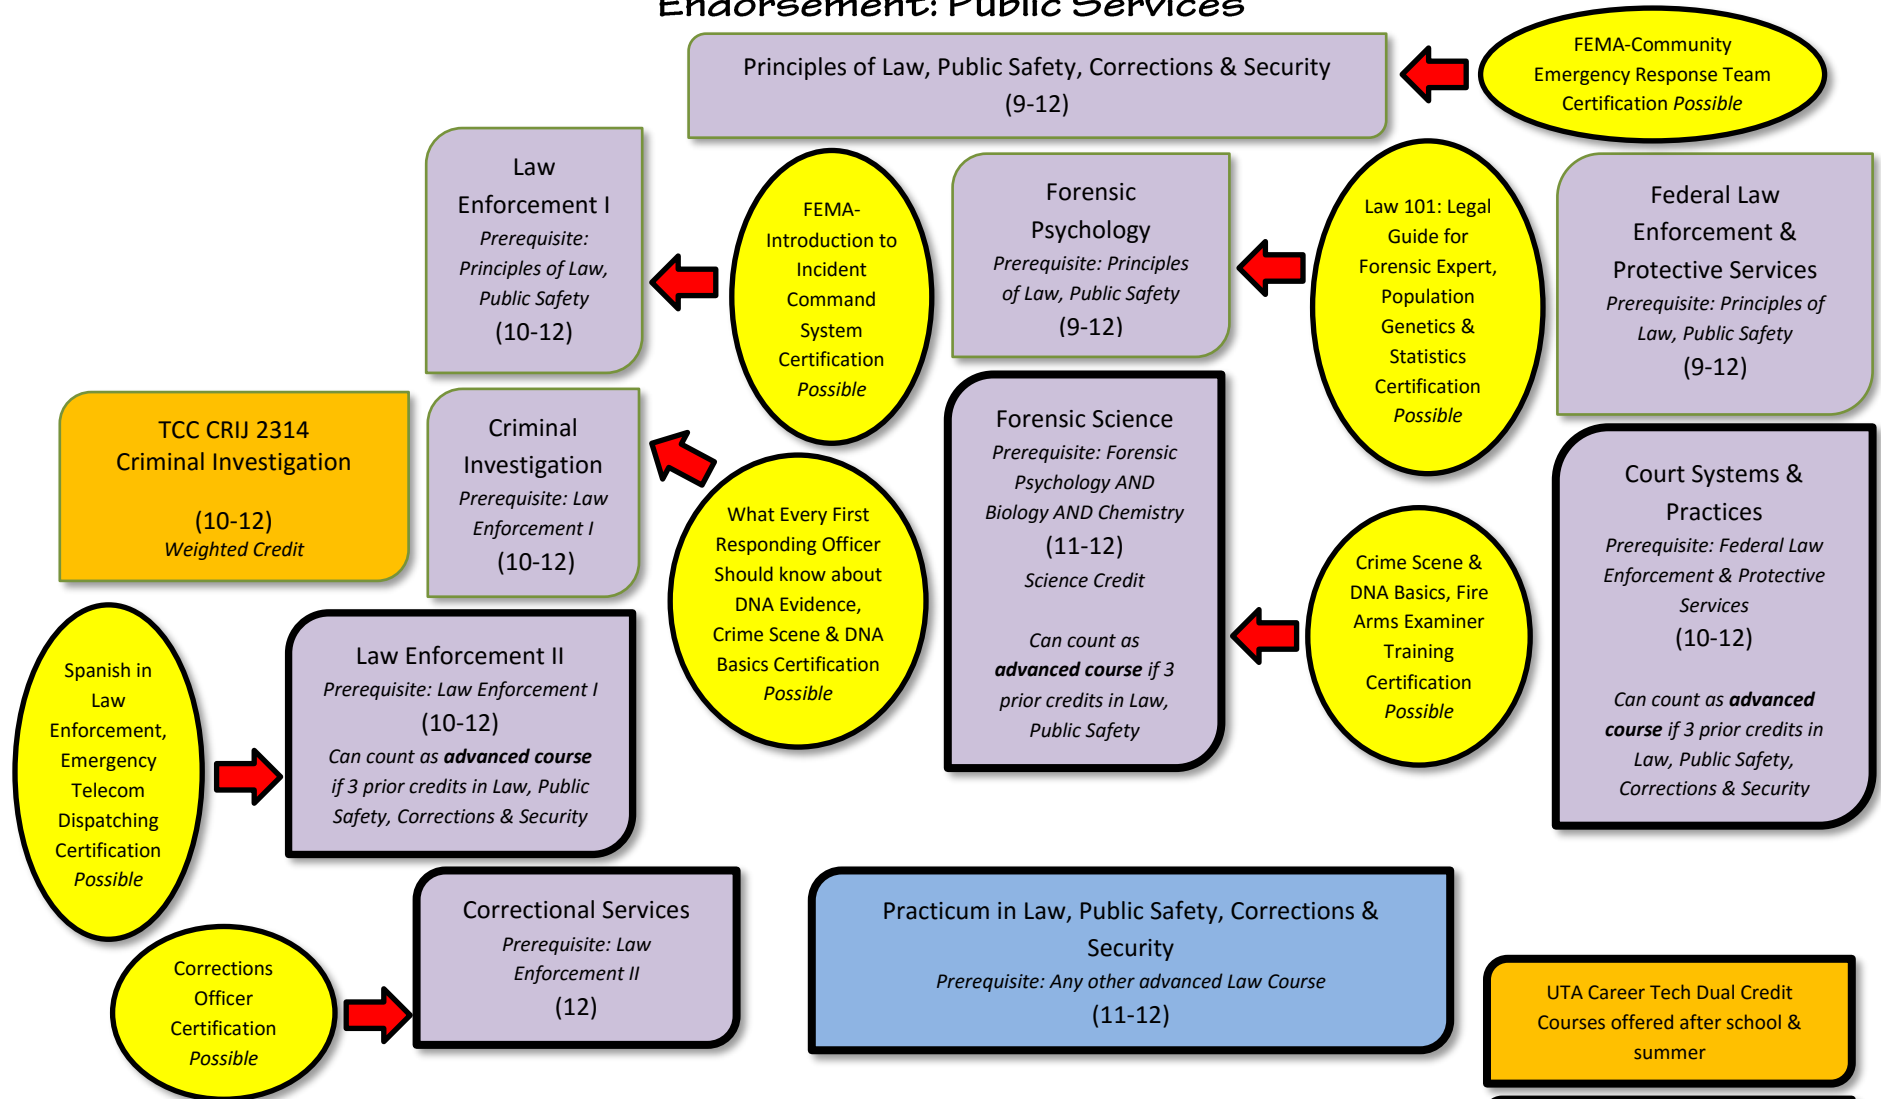 Endorsement: Public Services
Principles of Law, Public Safety, Corrections & Security
(9-12)
FEMA-Community
Emergency Response Team
Certification Possible
Law
Enforcement I
Prerequisite:
Principles of Law,
Public Safety
(10-12)
FEMA-
Introduction to
Incident
Command
System
Certification
Possible
Forensic
Psychology
Prerequisite: Principles
of Law, Public Safety
(9-12)
Law 101: Legal
Guide for
Forensic Expert,
Population
Genetics &
Statistics
Certification
Possible
Federal Law
Enforcement &
Protective Services
Prerequisite: Principles of
Law, Public Safety
(9-12)
TCC CRIJ 2314
Criminal Investigation
(10-12)
Weighted Credit
Criminal
Investigation
Prerequisite: Law
Enforcement I
(10-12)
What Every First
Responding Officer
Should know about
DNA Evidence,
Crime Scene & DNA
Basics Certification
Possible
Forensic Science
Prerequisite: Forensic
Psychology AND
Biology AND Chemistry
(11-12)
Science Credit
Can count as
advanced course if 3
prior credits in Law,
Public Safety
Crime Scene &
DNA Basics, Fire
Arms Examiner
Training
Certification
Possible
Court Systems &
Practices
Prerequisite: Federal Law
Enforcement & Protective
Services
(10-12)
Can count as advanced
course if 3 prior credits in
Law, Public Safety,
Corrections & Security
Spanish in
Law
Enforcement,
Emergency
Telecom
Dispatching
Certification
Possible
Law Enforcement II
Prerequisite: Law Enforcement I
(10-12)
Can count as advanced course
if 3 prior credits in Law, Public
Safety, Corrections & Security
Corrections
Officer
Certification
Possible
Correctional Services
Prerequisite: Law
Enforcement II
(12)
Practicum in Law, Public Safety, Corrections &
Security
Prerequisite: Any other advanced Law Course
(11-12)
UTA Career Tech Dual Credit
Courses offered after school &
summer